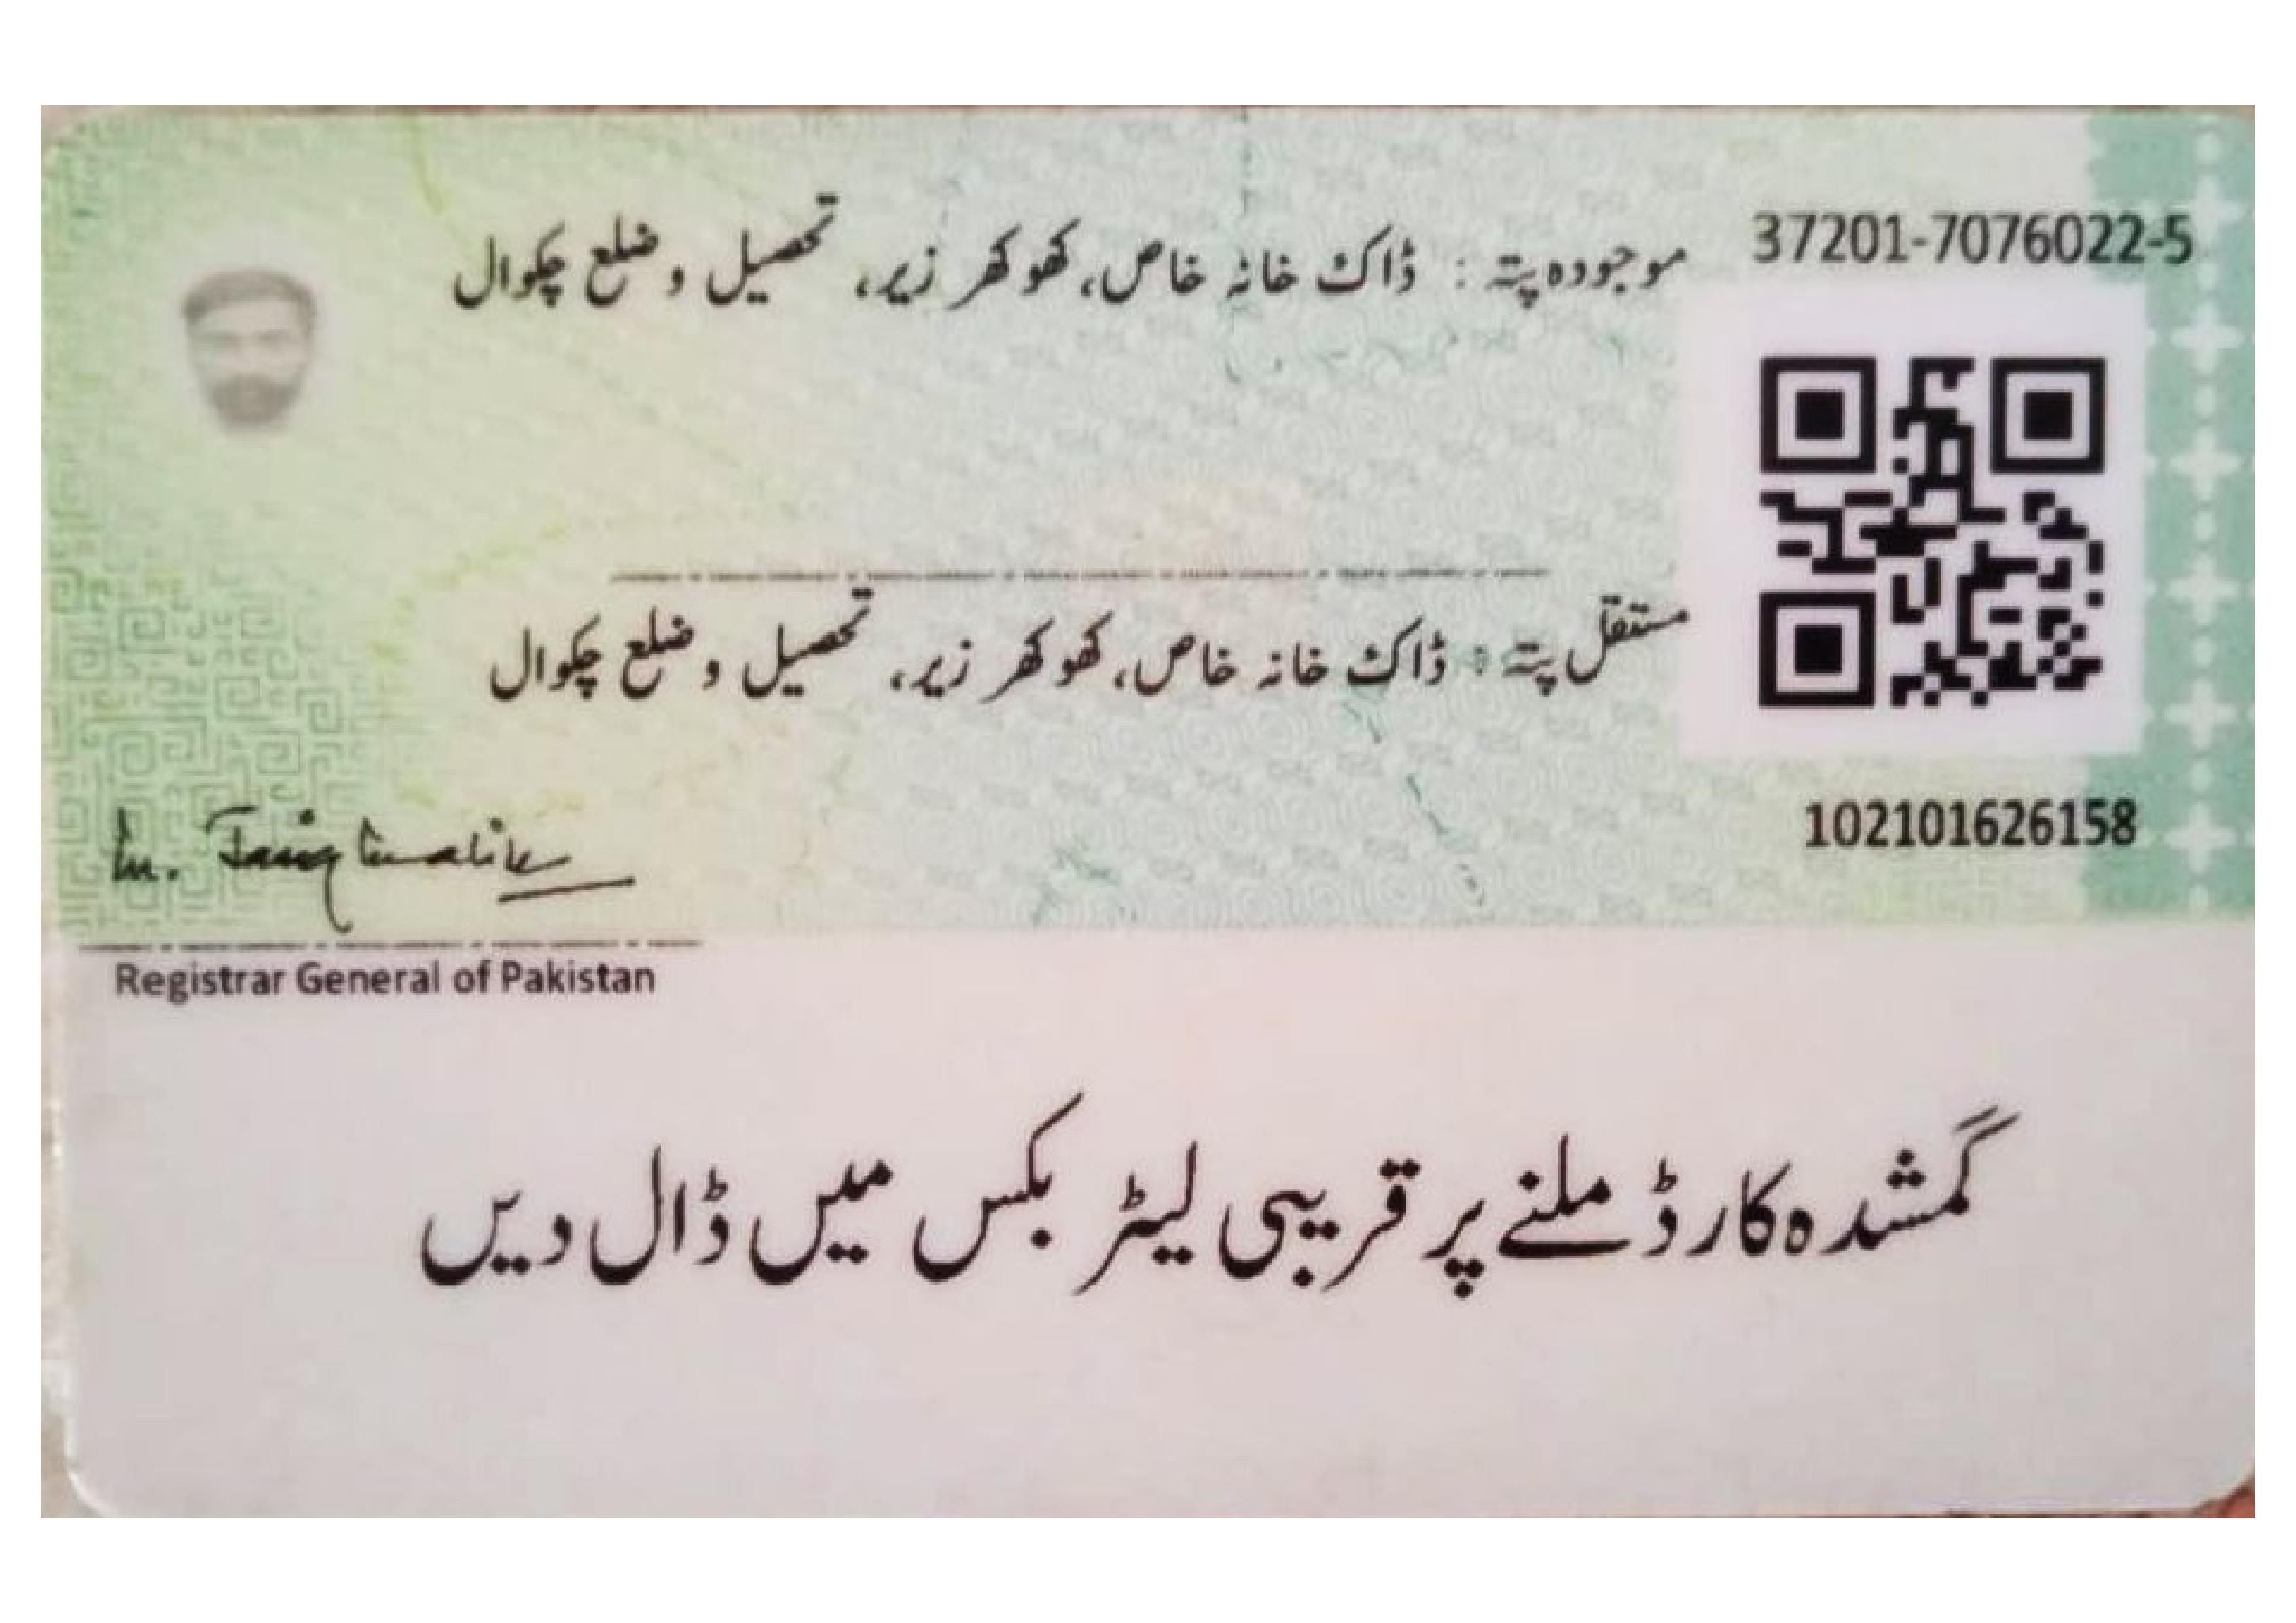 37201-7076022-5
موجودہ پتہ : ڈاک خانہ خاص، کھوکھر زیر، تحصیل و ضلع چکوال
مستقل پتہ : ڈاک خانہ خاص، کھوکھر زیر، تحصیل و ضلع چکوال
102101626158
Registrar General of Pakistan
گمشدہ کارڈ ملنے پر قریبی لیٹر بکس میں ڈال دیں